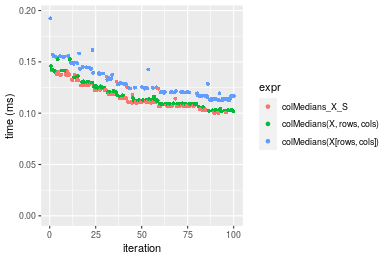 0.20
0.15
0.10
0.05
0.00
time (ms)
0
25
50
75
100
iteration
expr
colMedians_X_S
colMedians(X, rows, cols)
colMedians(X[rows, cols])